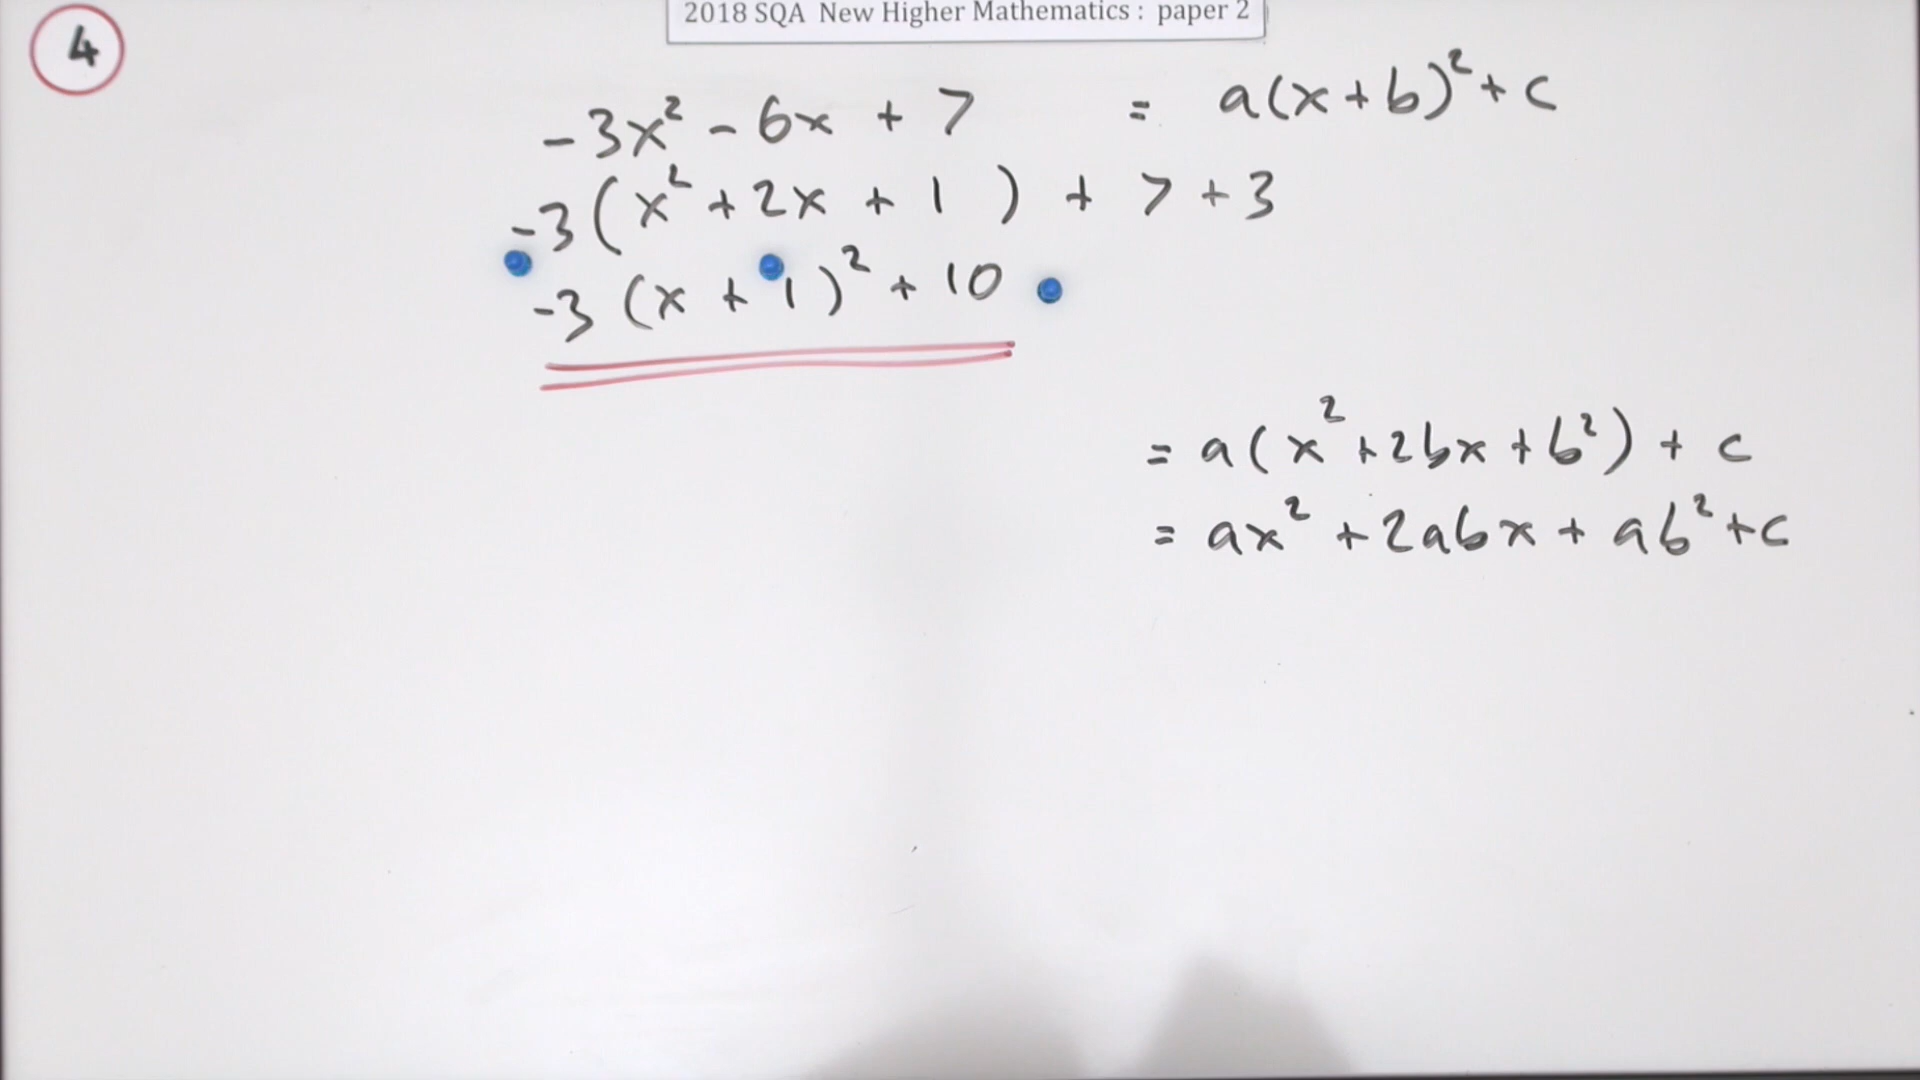 4
2018 SQA New Higher Mathematics : paper 2
-3x² - 6x + 7 = a(x+b)² + c
-3(x² + 2x + 1 ) + 7 + 3
-3 (x + 1)² + 10
= a(x² + 2bx + b²) + c
= ax² + 2abx + ab² + c